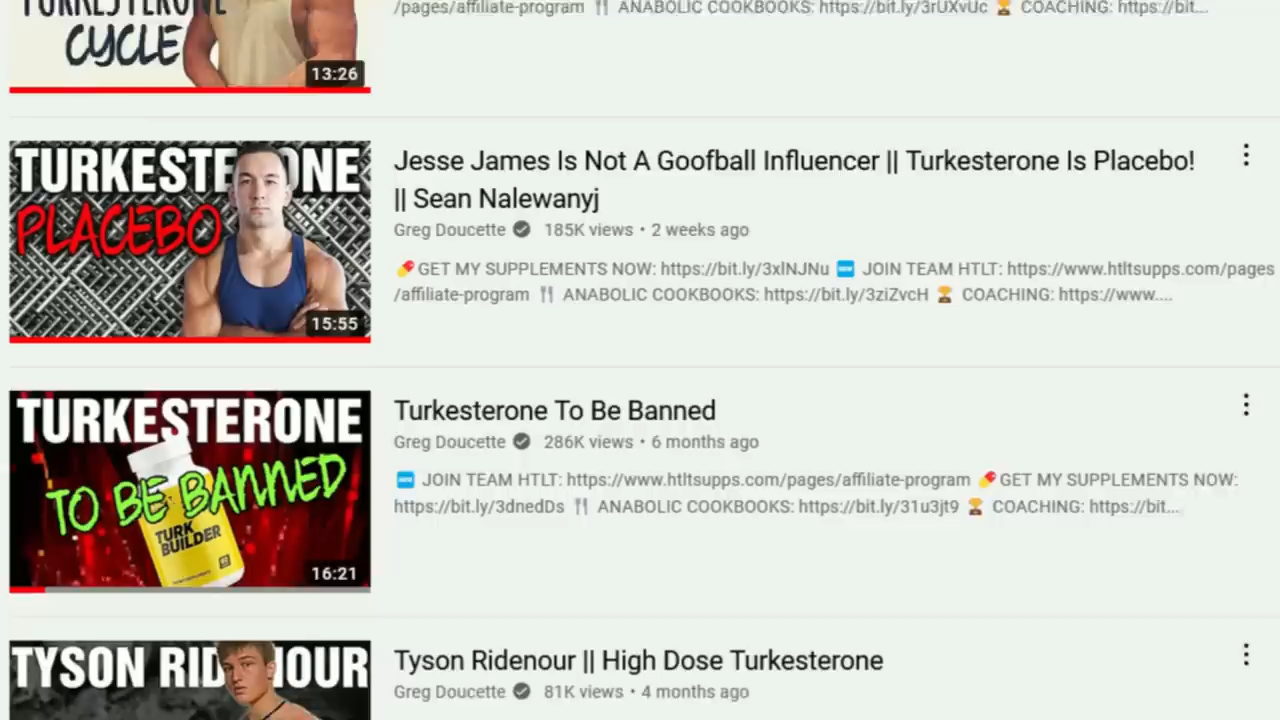 TURKESTERONE
CYCLE
13:26
/pages/affiliate-program 🍴 ANABOLIC COOKBOOKS: https://bit.ly/3rUXvUc 🏆 COACHING: https://bit...
TURKESTERONE
PLACEBO
15:55
Jesse James Is Not A Goofball Influencer || Turkesterone Is Placebo!
|| Sean Nalewanyj
Greg Doucette 185K views • 2 weeks ago
GET MY SUPPLEMENTS NOW: https://bit.ly/3xlNJNu JOIN TEAM HTLT: https://www.htltsupps.com/pages
/affiliate-program 🍴 ANABOLIC COOKBOOKS: https://bit.ly/3ziZvcH 🏆 COACHING: https://www....
TURKESTERONE
TO BE BANNED
TURK
BUILDER
16:21
Turkesterone To Be Banned
Greg Doucette 286K views • 6 months ago
JOIN TEAM HTLT: https://www.htltsupps.com/pages/affiliate-program GET MY SUPPLEMENTS NOW:
https://bit.ly/3dnedDs 🍴 ANABOLIC COOKBOOKS: https://bit.ly/31u3jt9 🏆 COACHING: https://bit...
TYSON RIDENOUR
Tyson Ridenour || High Dose Turkesterone
Greg Doucette 81K views • 4 months ago